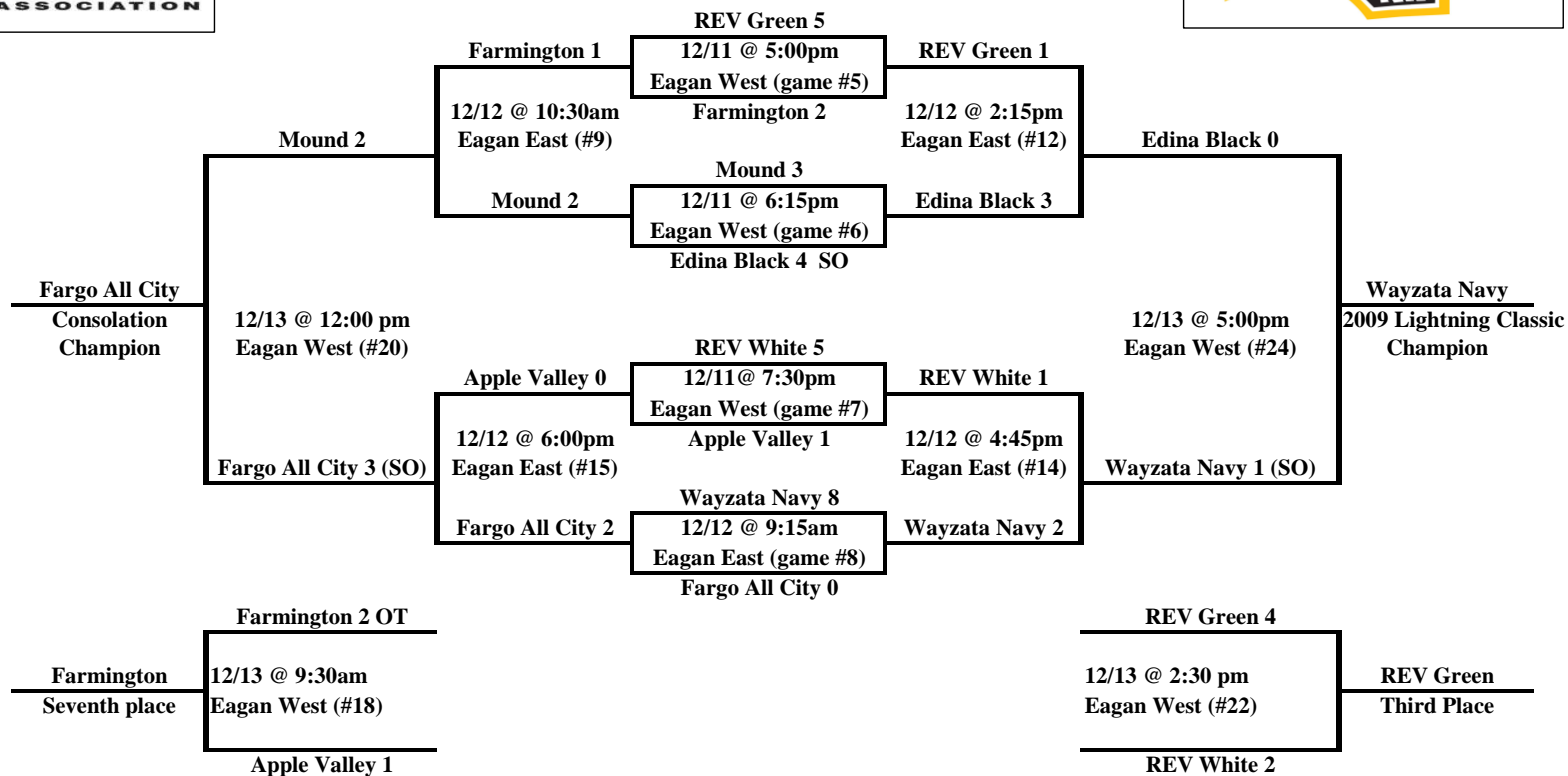 ASSOCIATION
REV Green 5
Farmington 1
12/11 @ 5:00pm
REV Green 1
Eagan West (game #5)
12/12 @ 10:30am
Farmington 2
12/12 @ 2:15pm
Mound 2
Eagan East (#9)
Eagan East (#12)
Edina Black 0
Mound 3
Mound 2
12/11 @ 6:15pm
Edina Black 3
Eagan West (game #6)
Edina Black 4 SO
Fargo All City
Wayzata Navy
Consolation
12/13 @ 12:00 pm
12/13 @ 5:00pm
2009 Lightning Classic
Champion
Eagan West (#20)
REV White 5
Eagan West (#24)
Champion
Apple Valley 0
12/11@ 7:30pm
REV White 1
Eagan West (game #7)
12/12 @ 6:00pm
Apple Valley 1
12/12 @ 4:45pm
Fargo All City 3 (SO)
Eagan East (#15)
Eagan East (#14)
Wayzata Navy 1 (SO)
Wayzata Navy 8
Fargo All City 2
12/12 @ 9:15am
Wayzata Navy 2
Eagan East (game #8)
Fargo All City 0
Farmington 2 OT
REV Green 4
Farmington
12/13 @ 9:30am
12/13 @ 2:30 pm
REV Green
Seventh place
Eagan West (#18)
Eagan West (#22)
Third Place
Apple Valley 1
REV White 2